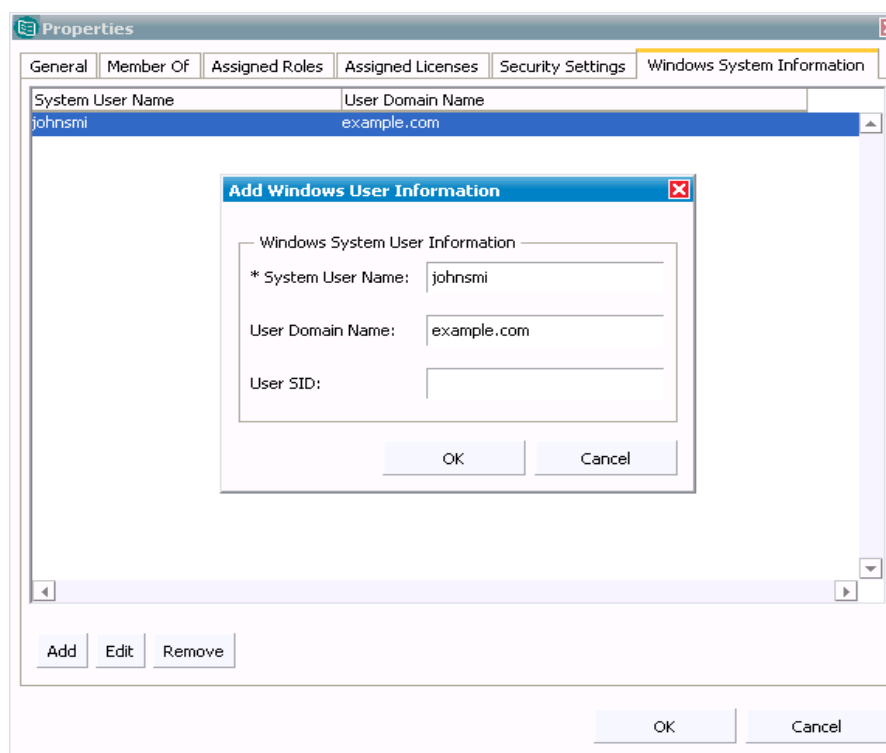 Properties
General Member Of Assigned Roles Assigned Licenses Security Settings Windows System Information
System User Name User Domain Name
johnsmi example.com
Add Windows User Information
Windows System User Information
* System User Name: johnsmi
User Domain Name: example.com
User SID:
OK Cancel
Add Edit Remove
OK Cancel